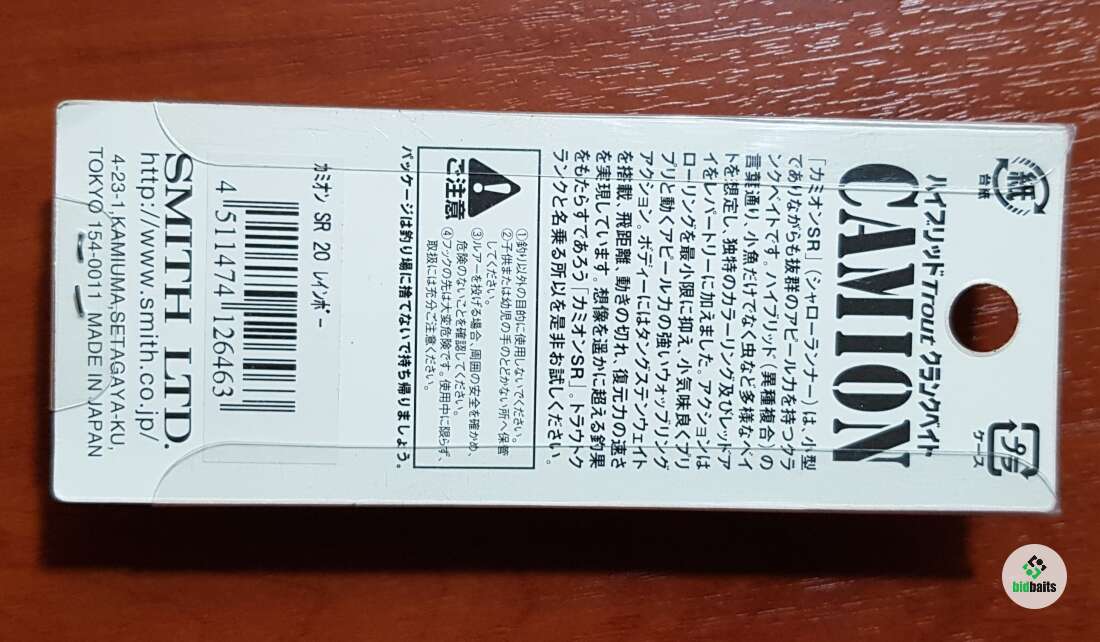 紙
台紙
プラ
ケース
ハイブリッドTroutクランクベイト
CAMION
「カミオンSR」(シャローランナー)は、小型
でありながらも抜群のアピール力を持つクラ
ンクベイトです。ハイブリッド(異種複合)の
言葉通り、小魚だけでなく虫など多様なベイ
トを想定し、独特のカラーリング及びレッドア
イをレパートリーに加えました。アクションは
ローリングを最小限に抑え、小気味良くプリ
プリと動くアピール力の強いウォッブリング
アクション。ボディーにはタングステンウェイト
を搭載、飛距離、動きの切れ、復元力の速さ
を実現しています。想像を遥かに超える釣果
をもたらすであろう「カミオンSR」。トラウトク
ランクと名乗る所以を是非お試しください。
ご注意
①釣り以外の目的に使用しないでください。
②子供または幼児の手のとどかない所へ保管
してください。
③ルアーを投げる場合、周囲の安全を確かめ、
危険のないことを確認してください。
④フックの先は大変危険です。使用中に限らず、
取扱には充分ご注意ください。
パッケージは釣り場に捨てないで持ち帰りましょう。
カミオン SR 20 レインボー
4 511474 126463
SMITH LTD.
http://www.smith.co.jp/
4-23-1,KAMIUMA,SETAGAYA-KU,
TOKYO 154-0011 MADE IN JAPAN
bidbaits